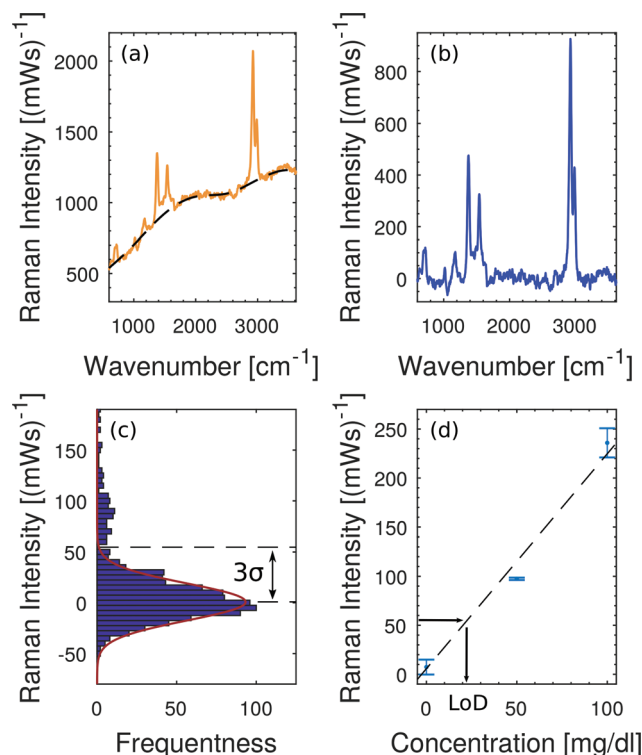 (a)
Raman Intensity [(mWs)⁻¹]
2000
1500
1000
500
1000
2000
3000
Wavenumber [cm⁻¹]
(b)
Raman Intensity [(mWs)⁻¹]
800
600
400
200
0
1000
2000
3000
Wavenumber [cm⁻¹]
(c)
Raman Intensity [(mWs)⁻¹]
150
100
50
0
-50
3σ
0
50
100
Frequentness
(d)
Raman Intensity [(mWs)⁻¹]
250
200
150
100
50
0
0
LoD
50
100
Concentration [mg/dl]